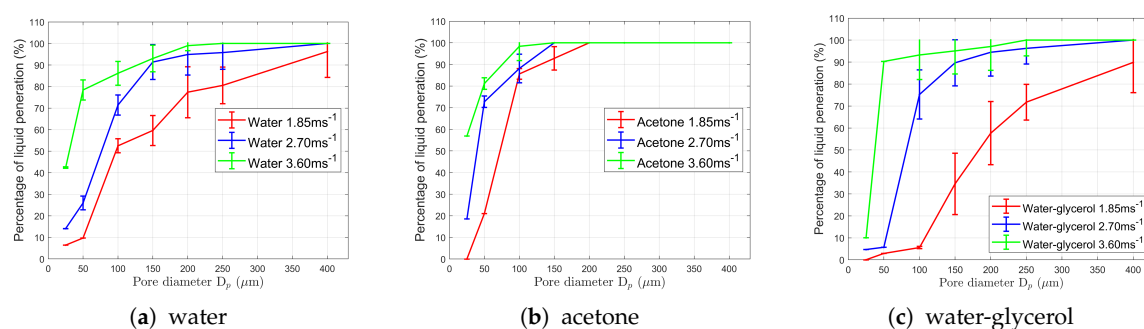 Percentage of liquid peneration (%)
110
100
90
80
70
60
50
40
30
20
10
0
Water 1.85ms⁻¹
Water 2.70ms⁻¹
Water 3.60ms⁻¹
0 50 100 150 200 250 300 350 400
Pore diameter Dₚ (μm)
(a) water
Percentage of liquid peneration (%)
110
100
90
80
70
60
50
40
30
20
10
0
Acetone 1.85ms⁻¹
Acetone 2.70ms⁻¹
Acetone 3.60ms⁻¹
0 50 100 150 200 250 300 350 400
Pore diameter Dₚ (μm)
(b) acetone
Percentage of liquid peneration (%)
110
100
90
80
70
60
50
40
30
20
10
0
Water-glycerol 1.85ms⁻¹
Water-glycerol 2.70ms⁻¹
Water-glycerol 3.60ms⁻¹
0 50 100 150 200 250 300 350 400
Pore diameter Dₚ (μm)
(c) water-glycerol